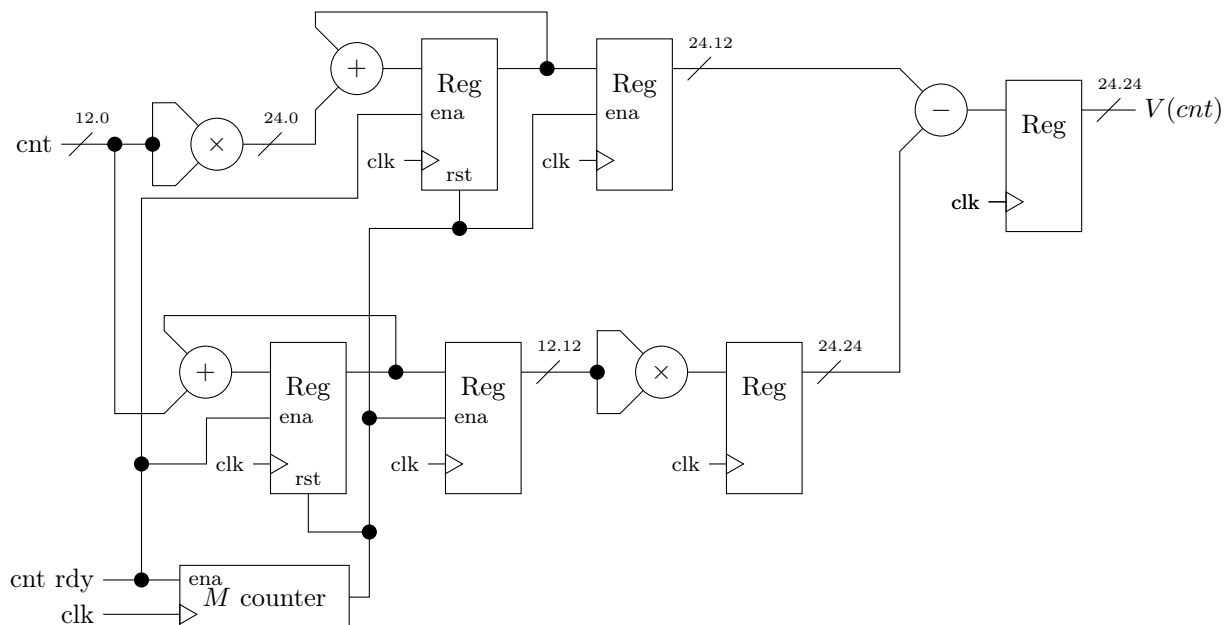 24.12
+
Reg
Reg
24.24
12.0
24.0
−
V(cnt)
ena
ena
Reg
cnt
×
clk
clk
rst
clk
12.12
24.24
+
×
Reg
Reg
Reg
ena
ena
clk
clk
clk
rst
cnt rdy
ena
M counter
clk